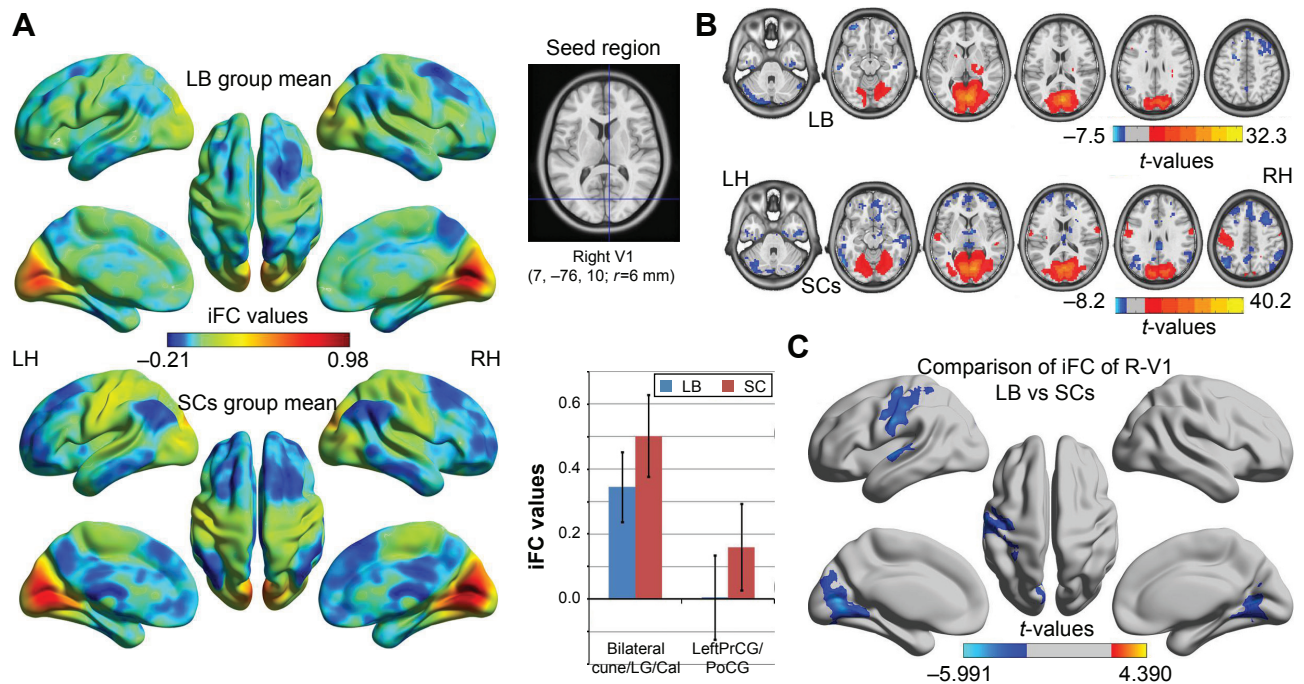 A
LB group mean
Seed region
Right V1
(7, –76, 10; r=6 mm)
iFC values
–0.21
0.98
LH
RH
SCs group mean
LB
SC
0.6
0.4
0.2
0.0
iFC values
Bilateral
cune/LG/Cal
LeftPrCG/
PoCG
B
LB
–7.5
32.3
t-values
LH
RH
SCs
–8.2
40.2
t-values
C
Comparison of iFC of R-V1
LB vs SCs
t-values
–5.991
4.390